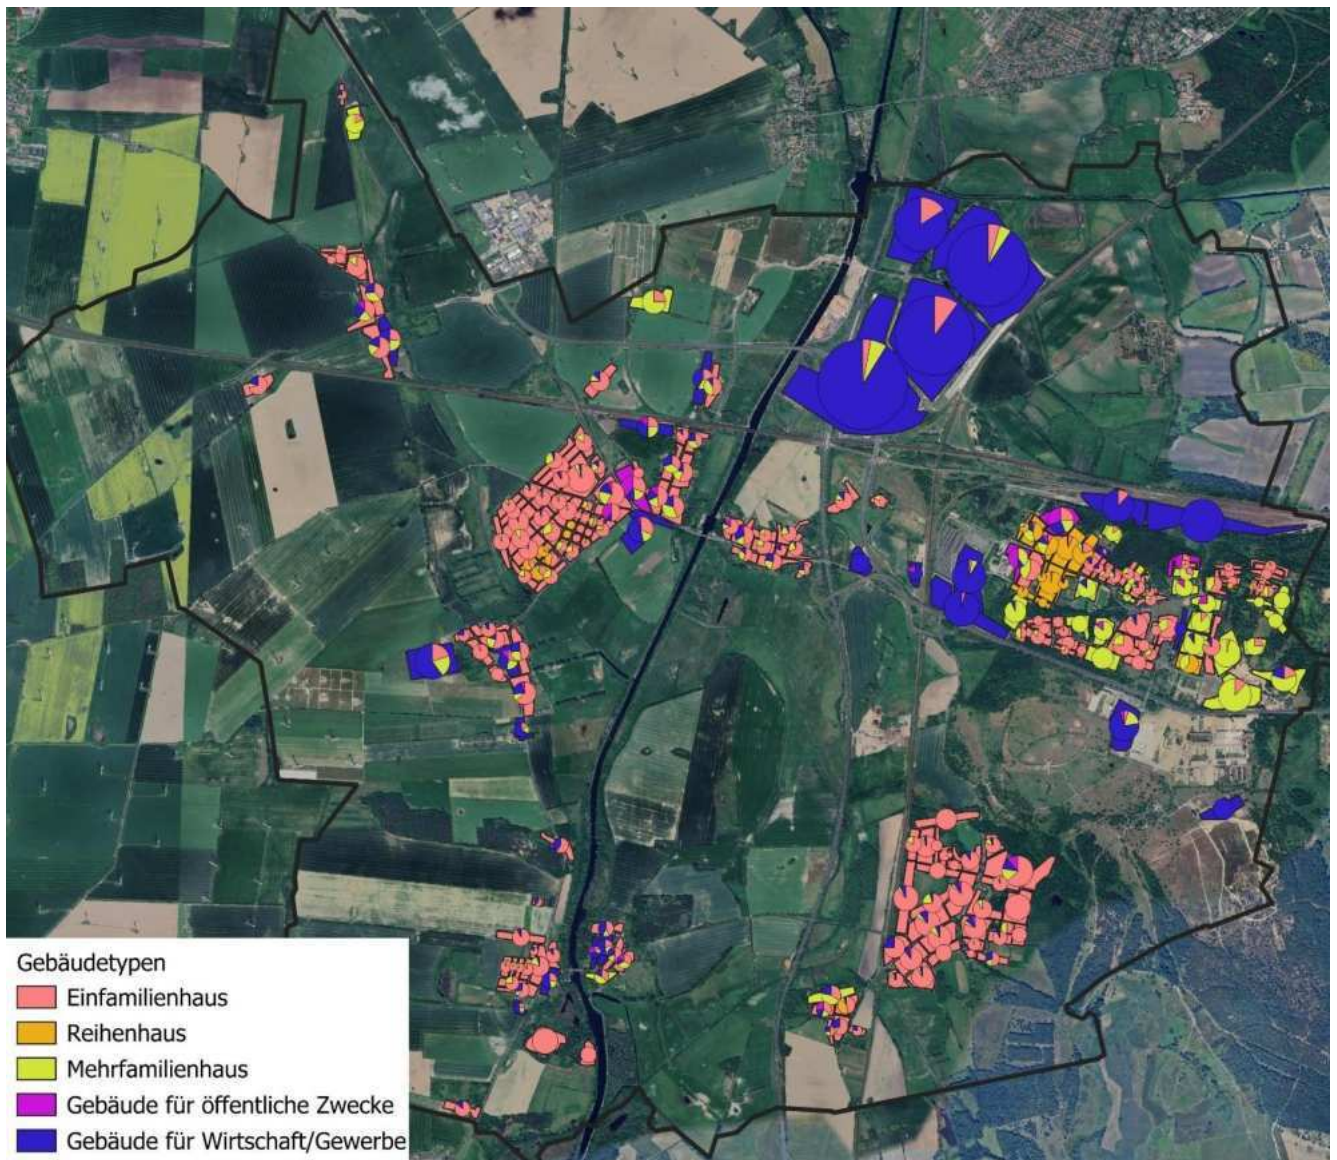 Gebäudetypen
Einfamilienhaus
Reihenhaus
Mehrfamilienhaus
Gebäude für öffentliche Zwecke
Gebäude für Wirtschaft/Gewerbe